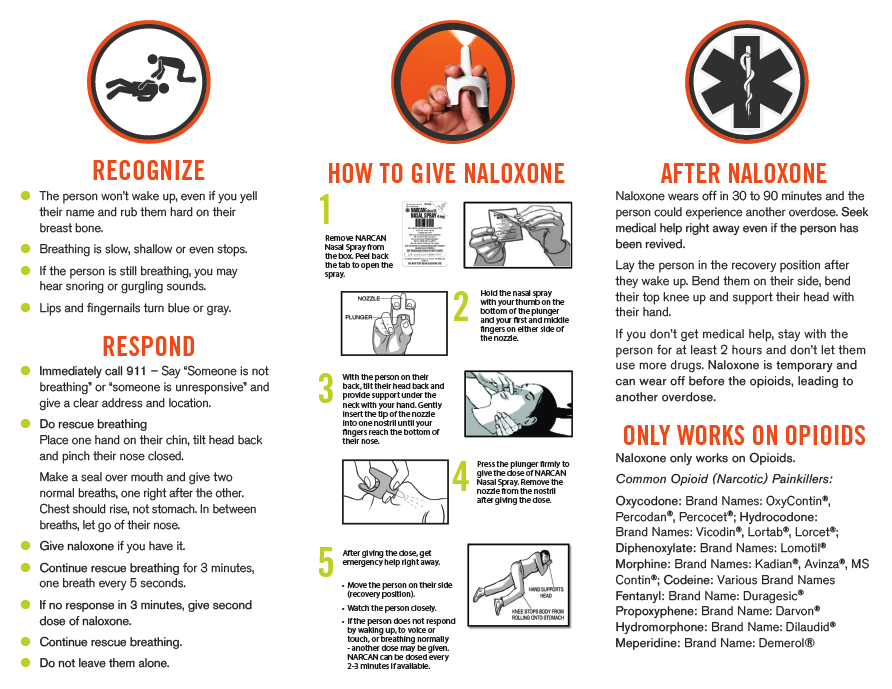 RECOGNIZE
The person won't wake up, even if you yell
their name and rub them hard on their
breast bone.
Breathing is slow, shallow or even stops.
If the person is still breathing, you may
hear snoring or gurgling sounds.
Lips and fingernails turn blue or gray.
RESPOND
Immediately call 911 – Say “Someone is not
breathing” or “someone is unresponsive” and
give a clear address and location.
Do rescue breathing
Place one hand on their chin, tilt head back
and pinch their nose closed.
Make a seal over mouth and give two
normal breaths, one right after the other.
Chest should rise, not stomach. In between
breaths, let go of their nose.
Give naloxone if you have it.
Continue rescue breathing for 3 minutes,
one breath every 5 seconds.
If no response in 3 minutes, give second
dose of naloxone.
Continue rescue breathing.
Do not leave them alone.
HOW TO GIVE NALOXONE
1
Remove NARCAN
Nasal Spray from
the box. Peel back
the tab to open the
spray.
NARCAN
NASAL SPRAY 4mg
NOZZLE
PLUNGER
2
Hold the nasal spray
with your thumb on the
bottom of the plunger
and your first and middle
fingers on either side of
the nozzle.
3
With the person on their
back, tilt their head back and
provide support under the
neck with your hand. Gently
insert the tip of the nozzle
into one nostril until your
fingers reach the bottom of
their nose.
4
Press the plunger firmly to
give the dose of NARCAN
Nasal Spray. Remove the
nozzle from the nostril
after giving the dose.
5
After giving the dose, get
emergency help right away.
• Move the person on their side
(recovery position).
• Watch the person closely.
• If the person does not respond
by waking up, to voice or
touch, or breathing normally
- another dose may be given.
NARCAN can be dosed every
2-3 minutes if available.
HAND SUPPORTS
HEAD
KNEE STOPS BODY FROM
ROLLING ONTO STOMACH
AFTER NALOXONE
Naloxone wears off in 30 to 90 minutes and the
person could experience another overdose. Seek
medical help right away even if the person has
been revived.
Lay the person in the recovery position after
they wake up. Bend them on their side, bend
their top knee up and support their head with
their hand.
If you don't get medical help, stay with the
person for at least 2 hours and don't let them
use more drugs. Naloxone is temporary and
can wear off before the opioids, leading to
another overdose.
ONLY WORKS ON OPIOIDS
Naloxone only works on Opioids.
Common Opioid (Narcotic) Painkillers:
Oxycodone: Brand Names: OxyContin®,
Percodan®, Percocet®; Hydrocodone:
Brand Names: Vicodin®, Lortab®, Lorcet®;
Diphenoxylate: Brand Names: Lomotil®
Morphine: Brand Names: Kadian®, Avinza®, MS
Contin®; Codeine: Various Brand Names
Fentanyl: Brand Name: Duragesic®
Propoxyphene: Brand Name: Darvon®
Hydromorphone: Brand Name: Dilaudid®
Meperidine: Brand Name: Demerol®